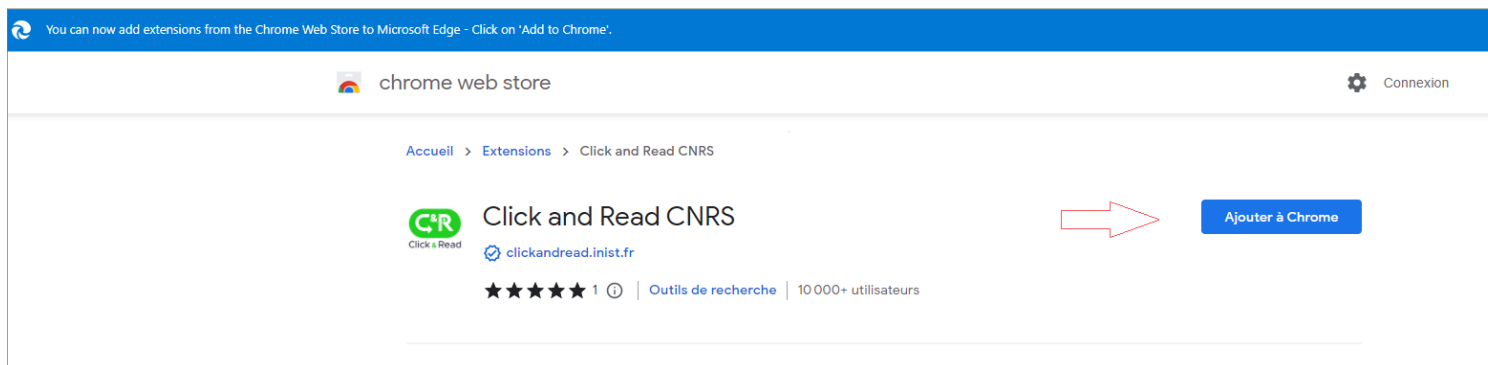 You can now add extensions from the Chrome Web Store to Microsoft Edge - Click on 'Add to Chrome'.
chrome web store
Connexion
Accueil > Extensions > Click and Read CNRS
C&R
Click & Read
Click and Read CNRS
Ajouter à Chrome
clickandread.inist.fr
1 | Outils de recherche | 10 000+ utilisateurs